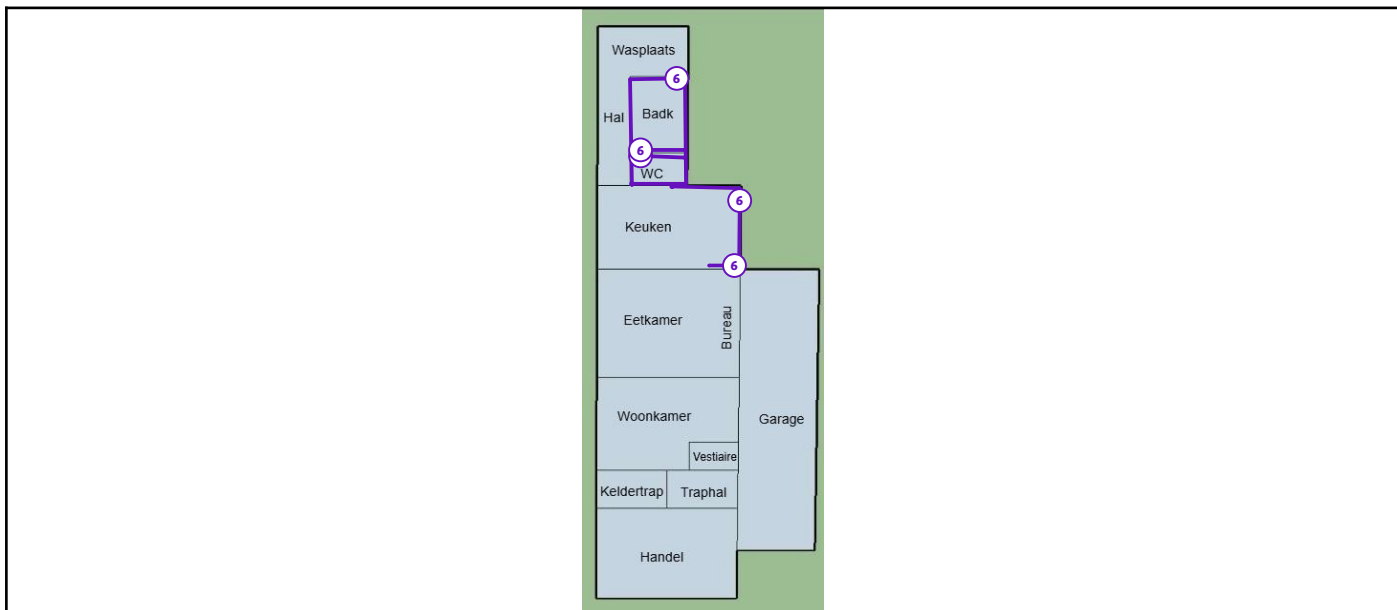 Wasplaats
6
Hal
Badk
6
WC
6
Keuken
6
Eetkamer
Bureau
Woonkamer
Garage
Vestiaire
Keldertrap
Traphal
Handel